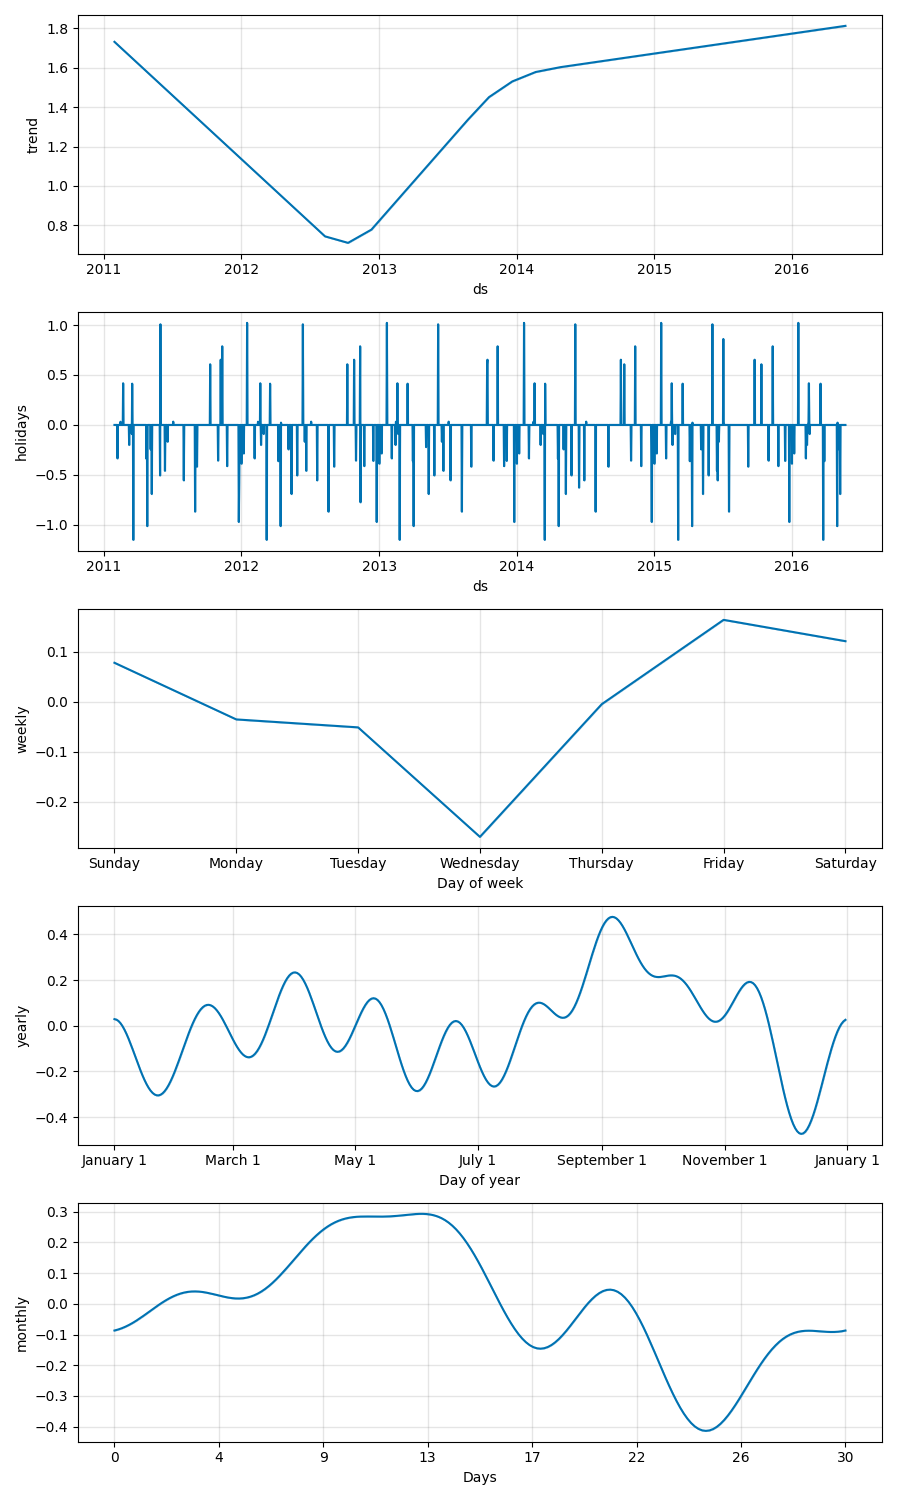 1.8
1.6
1.4
1.2
1.0
0.8
trend
2011 2012 2013 2014 2015 2016
ds
1.0
0.5
0.0
−0.5
−1.0
holidays
2011 2012 2013 2014 2015 2016
ds
0.1
0.0
−0.1
−0.2
weekly
Sunday Monday Tuesday Wednesday Thursday Friday Saturday
Day of week
0.4
0.2
0.0
−0.2
−0.4
yearly
January 1 March 1 May 1 July 1 September 1 November 1 January 1
Day of year
0.3
0.2
0.1
0.0
−0.1
−0.2
−0.3
−0.4
monthly
0 4 9 13 17 22 26 30
Days